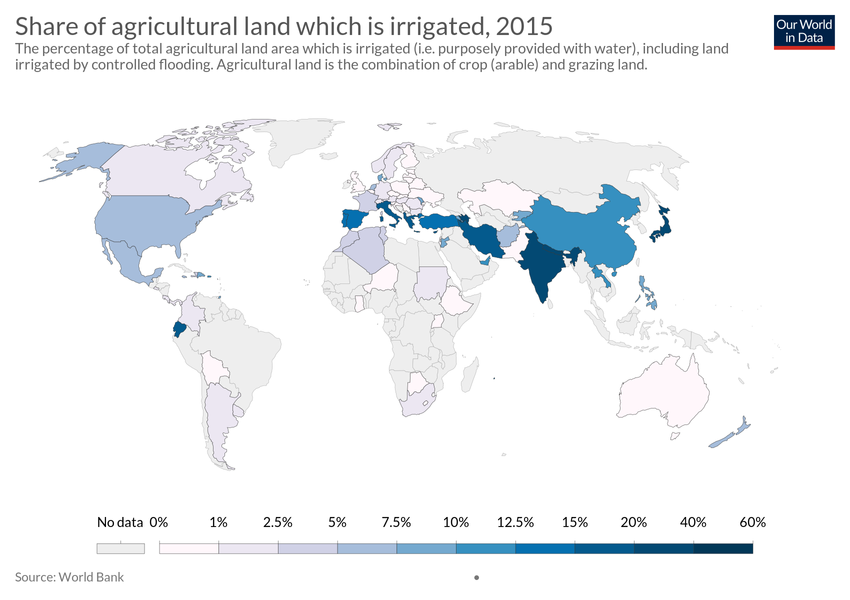 Share of agricultural land which is irrigated, 2015
The percentage of total agricultural land area which is irrigated (i.e. purposely provided with water), including land
irrigated by controlled flooding. Agricultural land is the combination of crop (arable) and grazing land.
Our World
in Data
No data 0% 1% 2.5% 5% 7.5% 10% 12.5% 15% 20% 40% 60%
Source: World Bank